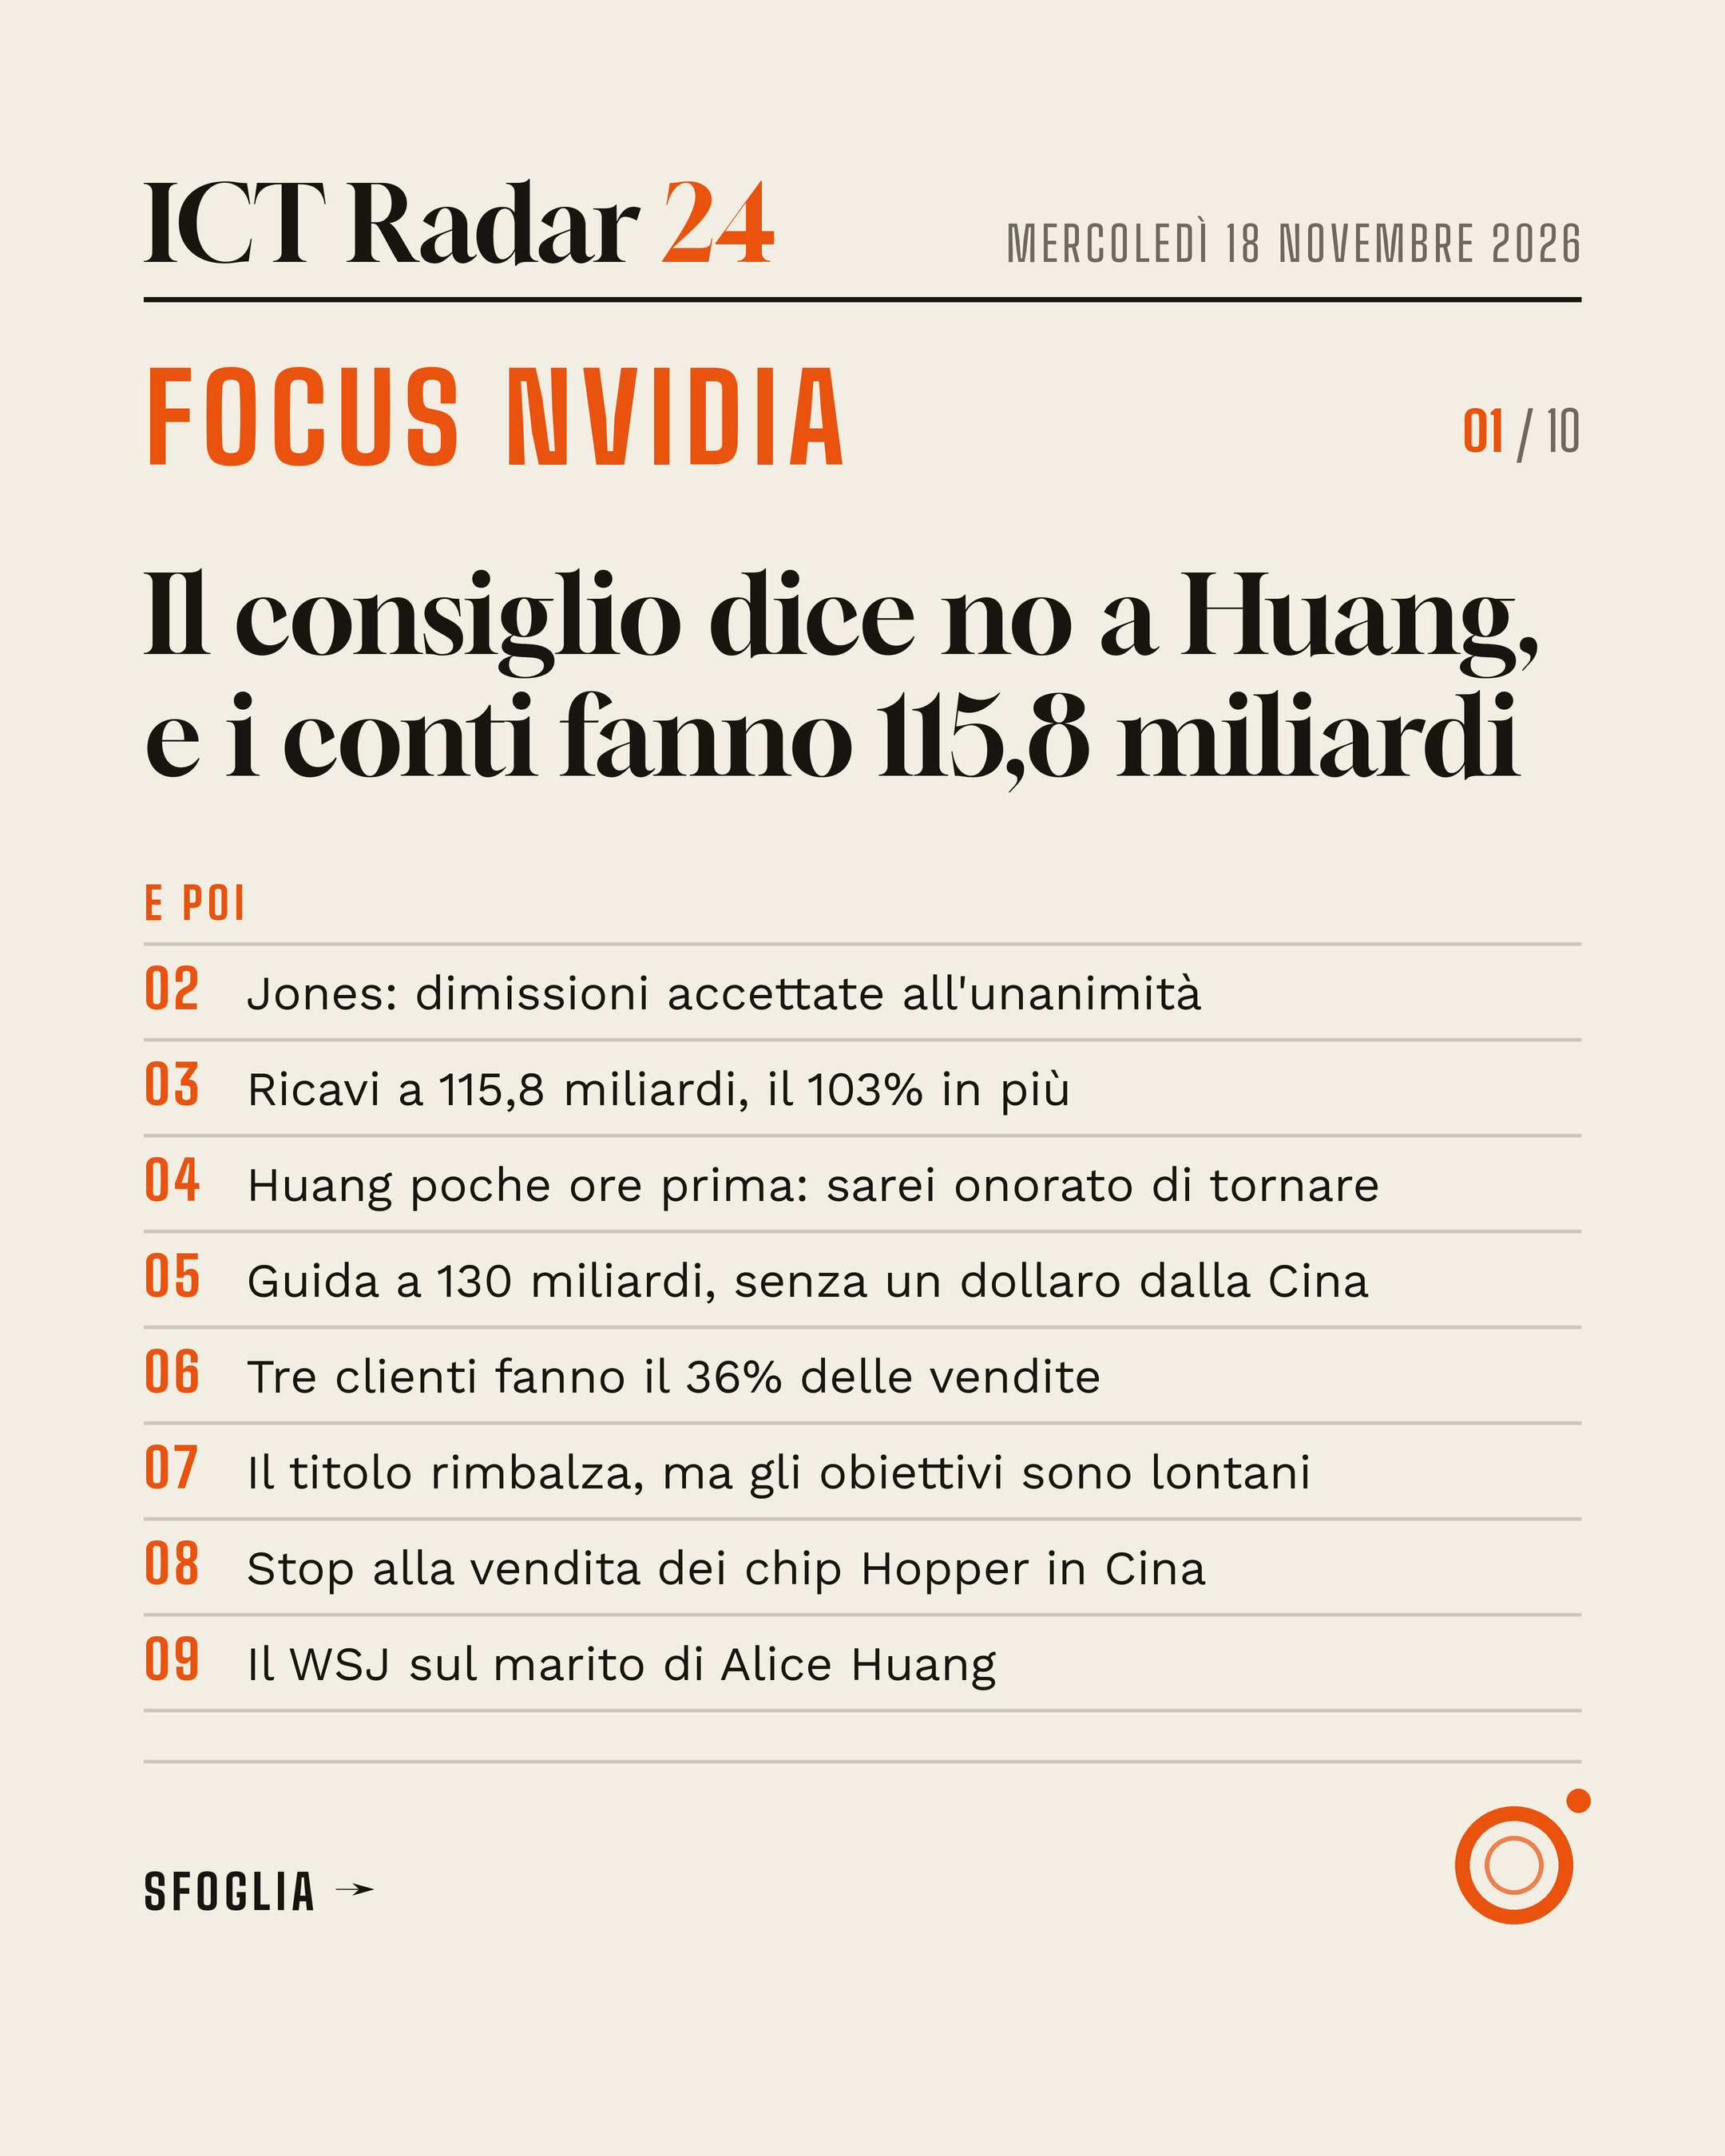 ICT Radar 24
MERCOLEDÌ 18 NOVEMBRE 2026
FOCUS NVIDIA
01 / 10
Il consiglio dice no a Huang,
e i conti fanno 115,8 miliardi
E POI
02 Jones: dimissioni accettate all'unanimità
03 Ricavi a 115,8 miliardi, il 103% in più
04 Huang poche ore prima: sarei onorato di tornare
05 Guida a 130 miliardi, senza un dollaro dalla Cina
06 Tre clienti fanno il 36% delle vendite
07 Il titolo rimbalza, ma gli obiettivi sono lontani
08 Stop alla vendita dei chip Hopper in Cina
09 Il WSJ sul marito di Alice Huang
SFOGLIA →